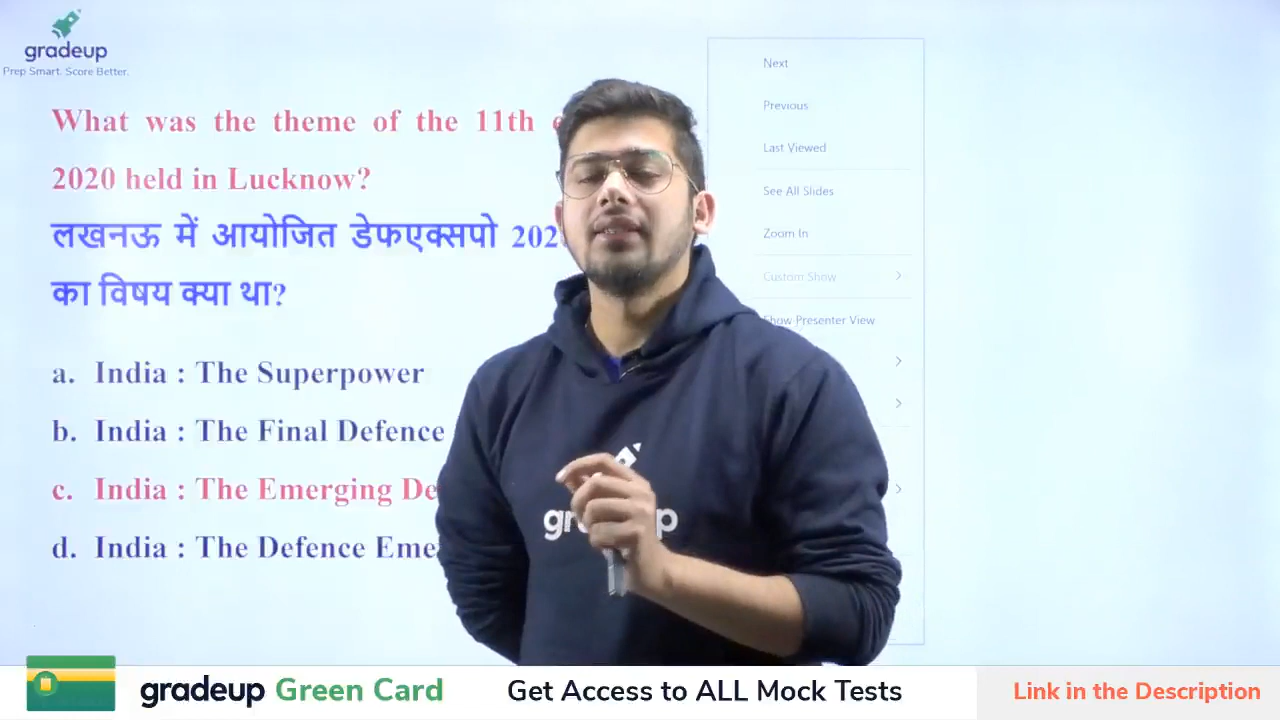 gradeup
Prep Smart. Score Better.
What was the theme of the 11th
2020 held in Lucknow?
लखनऊ में आयोजित डेफएक्सपो
का विषय क्या था?
a. India : The Superpower
b. India : The Final Defence
c. India : The Emerging
d. India : The Defence
Next
Previous
Last Viewed
See All Slides
Zoom In
Custom Show
Show Presenter View
gradeup Green Card
Get Access to ALL Mock Tests
Link in the Description